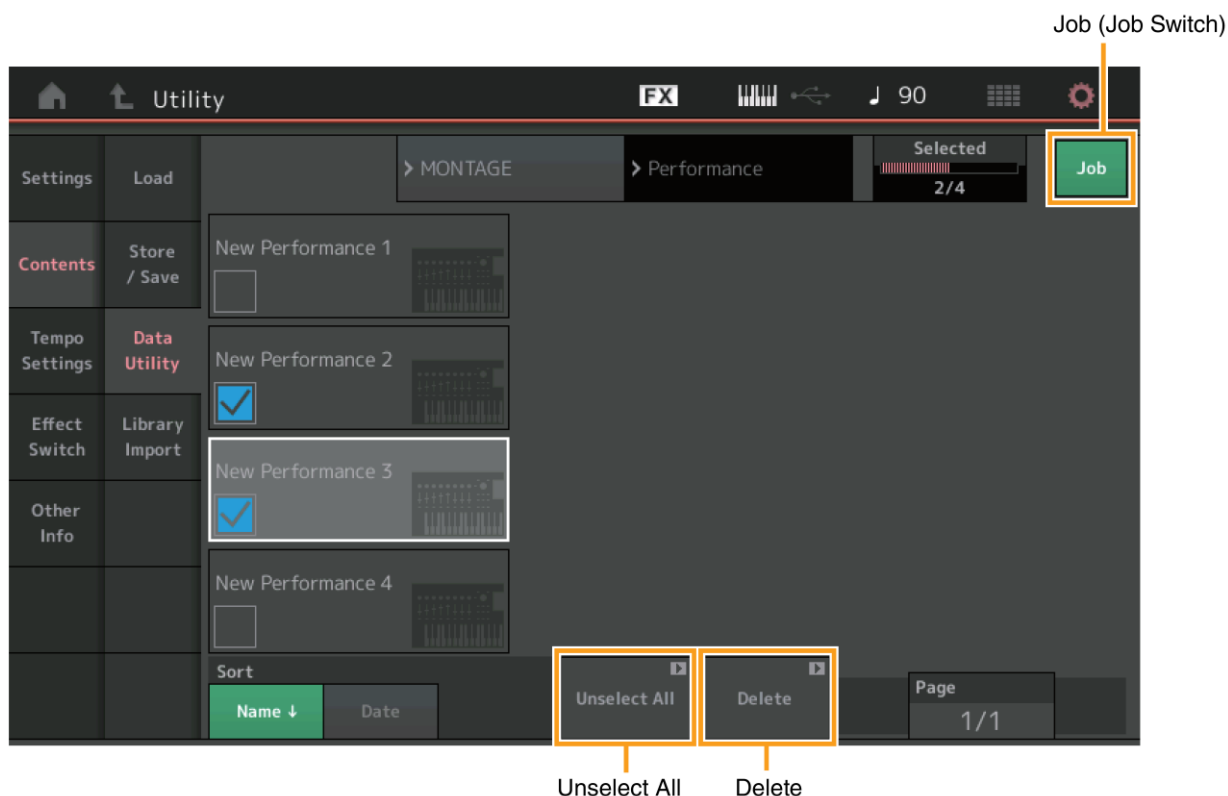 Job (Job Switch)
Utility
FX
90
Settings
Load
> MONTAGE
> Performance
Selected
2/4
Job
Contents
Store
/ Save
New Performance 1
Tempo
Settings
Data
Utility
New Performance 2
Effect
Switch
Library
Import
New Performance 3
Other
Info
New Performance 4
Sort
Name ↓
Date
Unselect All
Delete
Page
1/1
Unselect All
Delete